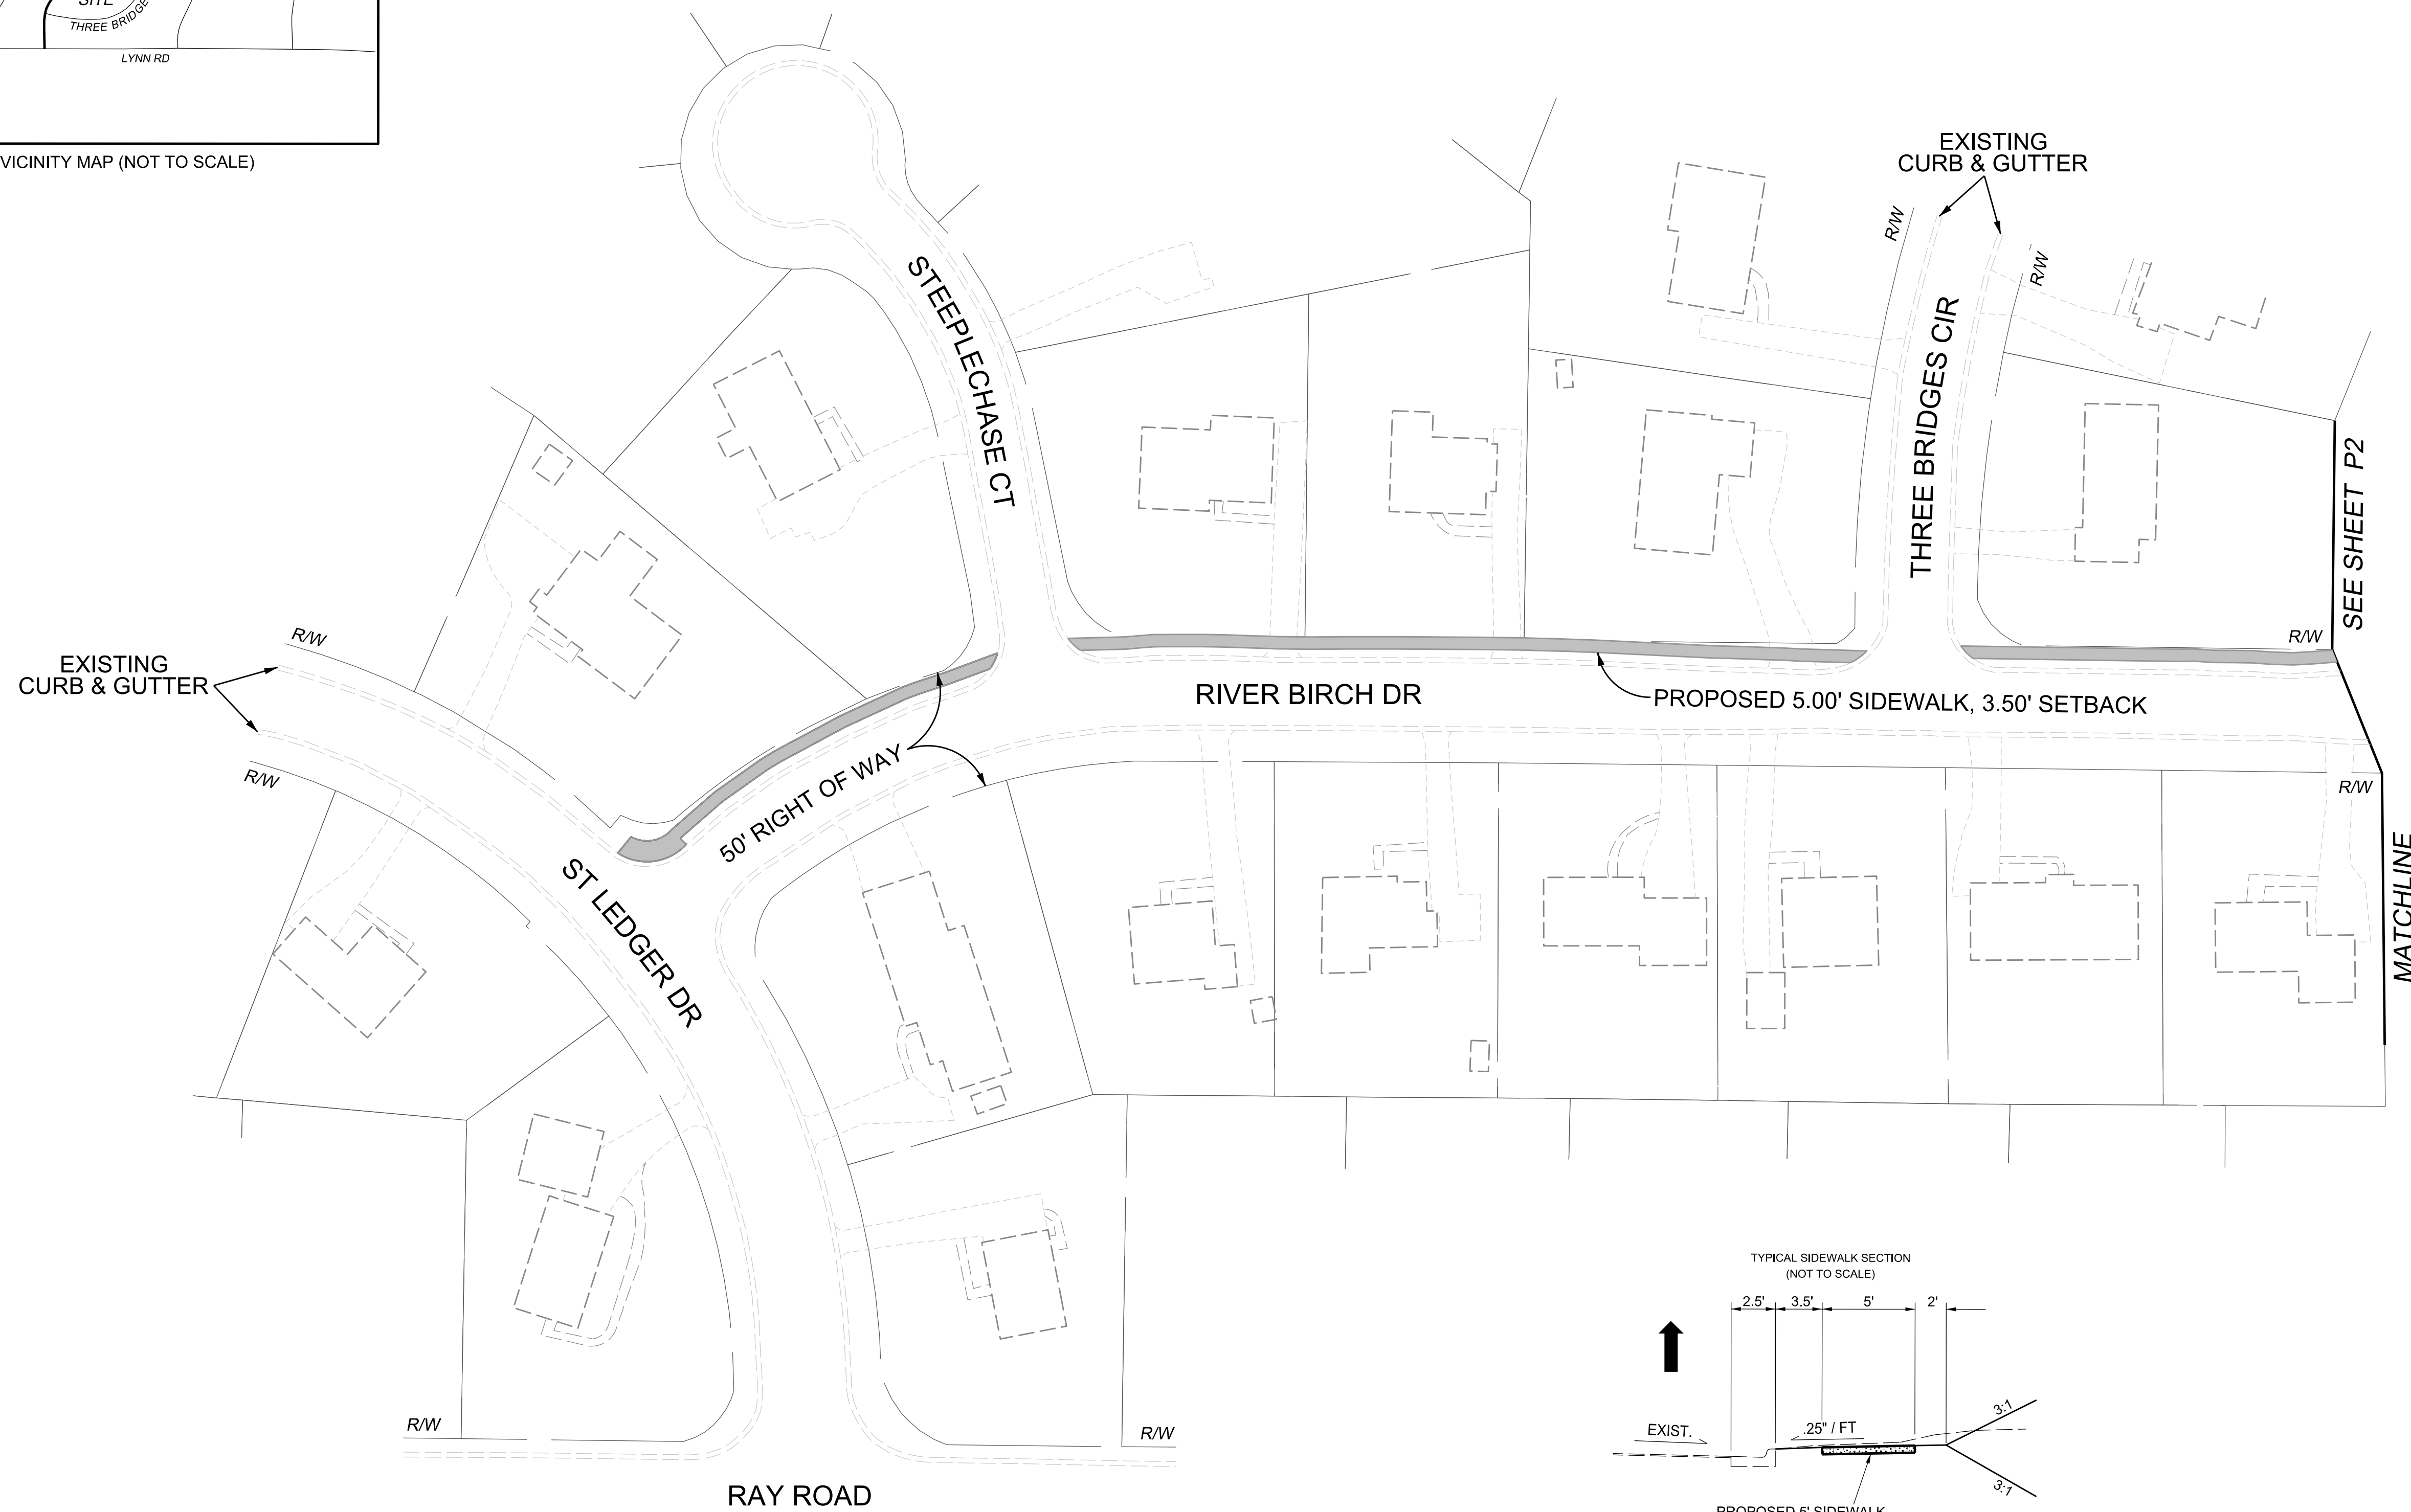 SITE
THREE BRIDGE
LYNN RD
VICINITY MAP (NOT TO SCALE)
EXISTING
CURB & GUTTER
R/W
R/W
STEEPLECHASE CT
THREE BRIDGES CIR
SEE SHEET P2
R/W
EXISTING
CURB & GUTTER
R/W
R/W
RIVER BIRCH DR
PROPOSED 5.00' SIDEWALK, 3.50' SETBACK
50' RIGHT OF WAY
R/W
MATCHLINE
ST LEDGER DR
TYPICAL SIDEWALK SECTION
(NOT TO SCALE)
2.5' 3.5' 5' 2'
EXIST.
.25" / FT
3:1
3:1
PROPOSED 5' SIDEWALK
R/W
R/W
RAY ROAD